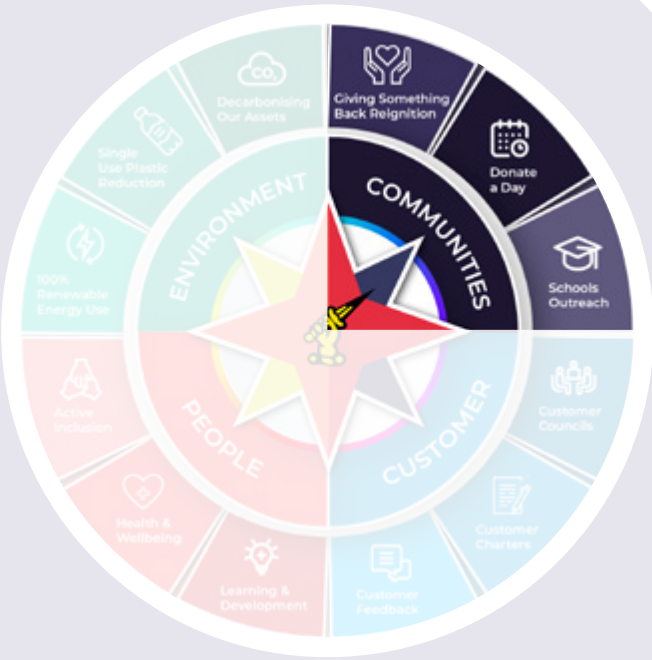 CO₂
Decarbonising
Our Assets
Giving Something
Back Reignition
Single
Use Plastic
Reduction
Donate
a Day
ENVIRONMENT
COMMUNITIES
100%
Renewable
Energy Use
Schools
Outreach
Active
Inclusion
Customer
Councils
PEOPLE
CUSTOMER
Health &
Wellbeing
Customer
Charters
Learning &
Development
Customer
Feedback